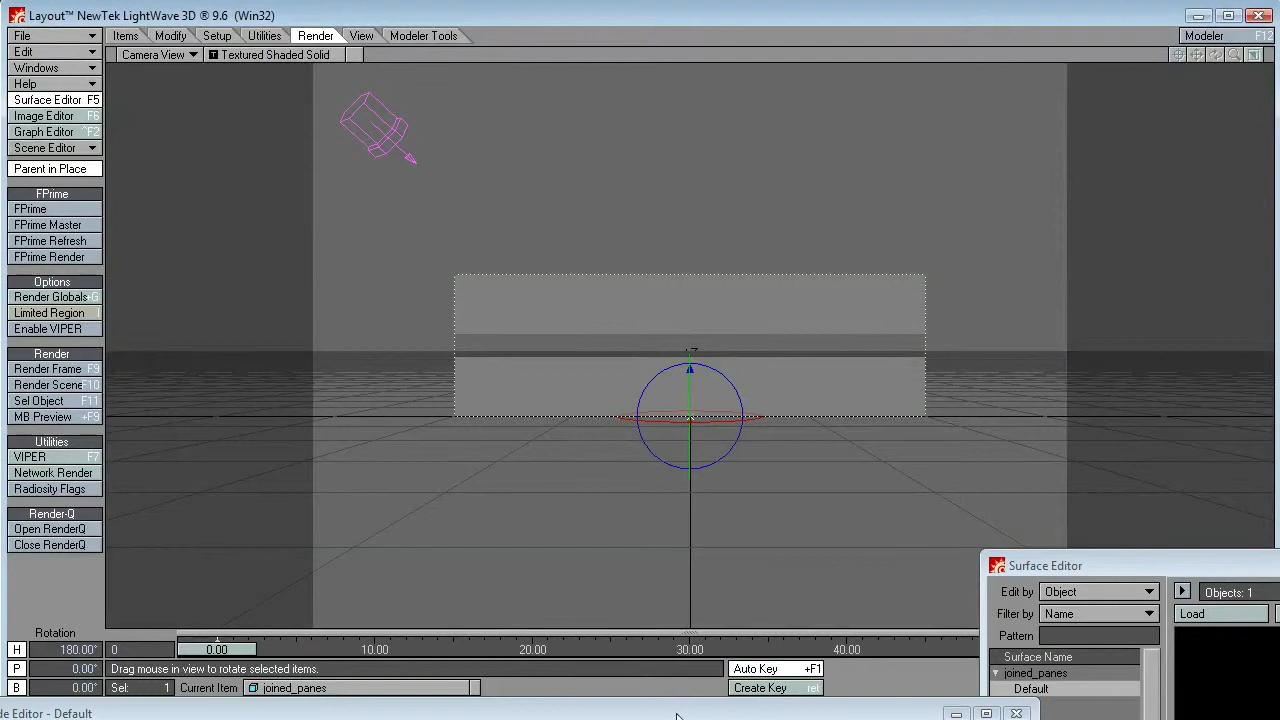 Layout™ NewTek LightWave 3D ® 9.6 (Win32)
File
Items
Modify
Setup
Utilities
Render
View
Modeler Tools
Modeler F12
Edit
Camera View
Textured Shaded Solid
Windows
Help
Surface Editor F5
Image Editor F6
Graph Editor ^F2
Scene Editor
Parent in Place
FPrime
FPrime
FPrime Master
FPrime Refresh
FPrime Render
Options
Render Globals
Limited Region
Enable VIPER
Render
Render Frame F9
Render Scene F10
Sel Object F11
MB Preview +F9
Utilities
VIPER F7
Network Render
Radiosity Flags
Render-Q
Open RenderQ
Close RenderQ
Rotation
H 180.00° 0 0.00 10.00 20.00 30.00 40.00
P 0.00° Drag mouse in view to rotate selected items. Auto Key +F1
B 0.00° Sel: 1 Current Item joined_panes Create Key ret
Surface Editor
Edit by Object Objects: 1
Filter by Name Load
Pattern
Surface Name
joined_panes
Default
de Editor - Default